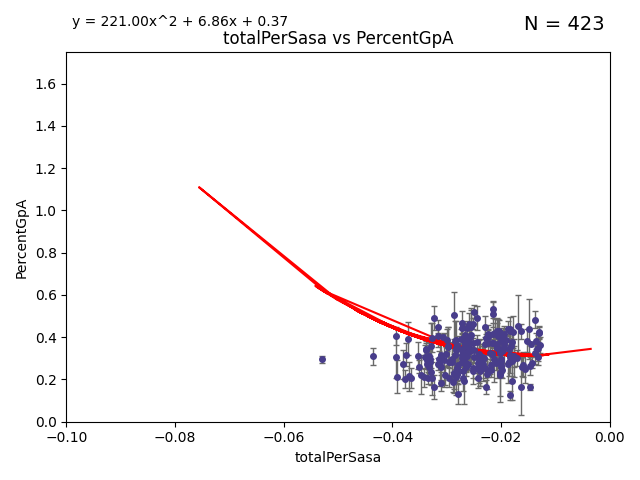 y = 221.00x^2 + 6.86x + 0.37
N = 423
totalPerSasa vs PercentGpA
1.6
1.4
1.2
1.0
0.8
0.6
0.4
0.2
0.0
PercentGpA
−0.10 −0.08 −0.06 −0.04 −0.02 0.00
totalPerSasa